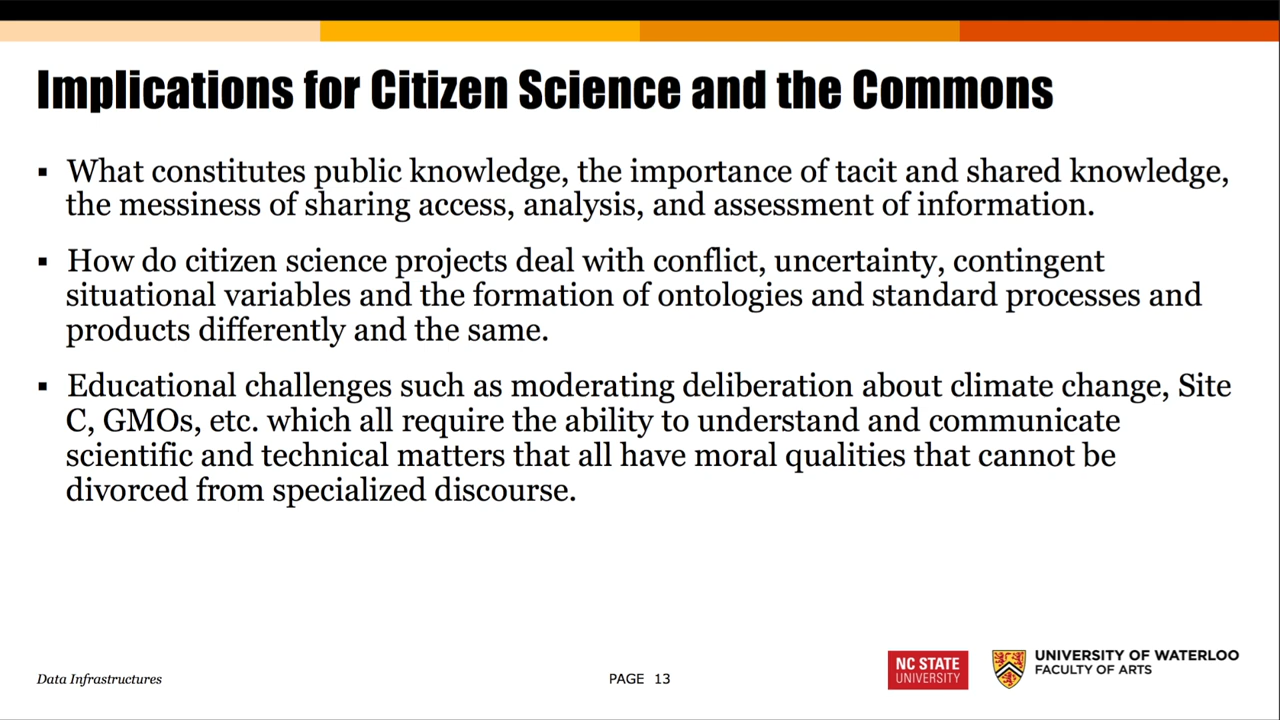 Implications for Citizen Science and the Commons
▪ What constitutes public knowledge, the importance of tacit and shared knowledge,
the messiness of sharing access, analysis, and assessment of information.
▪ How do citizen science projects deal with conflict, uncertainty, contingent
situational variables and the formation of ontologies and standard processes and
products differently and the same.
▪ Educational challenges such as moderating deliberation about climate change, Site
C, GMOs, etc. which all require the ability to understand and communicate
scientific and technical matters that all have moral qualities that cannot be
divorced from specialized discourse.
Data Infrastructures
PAGE 13
NC STATE
UNIVERSITY
UNIVERSITY OF WATERLOO
FACULTY OF ARTS